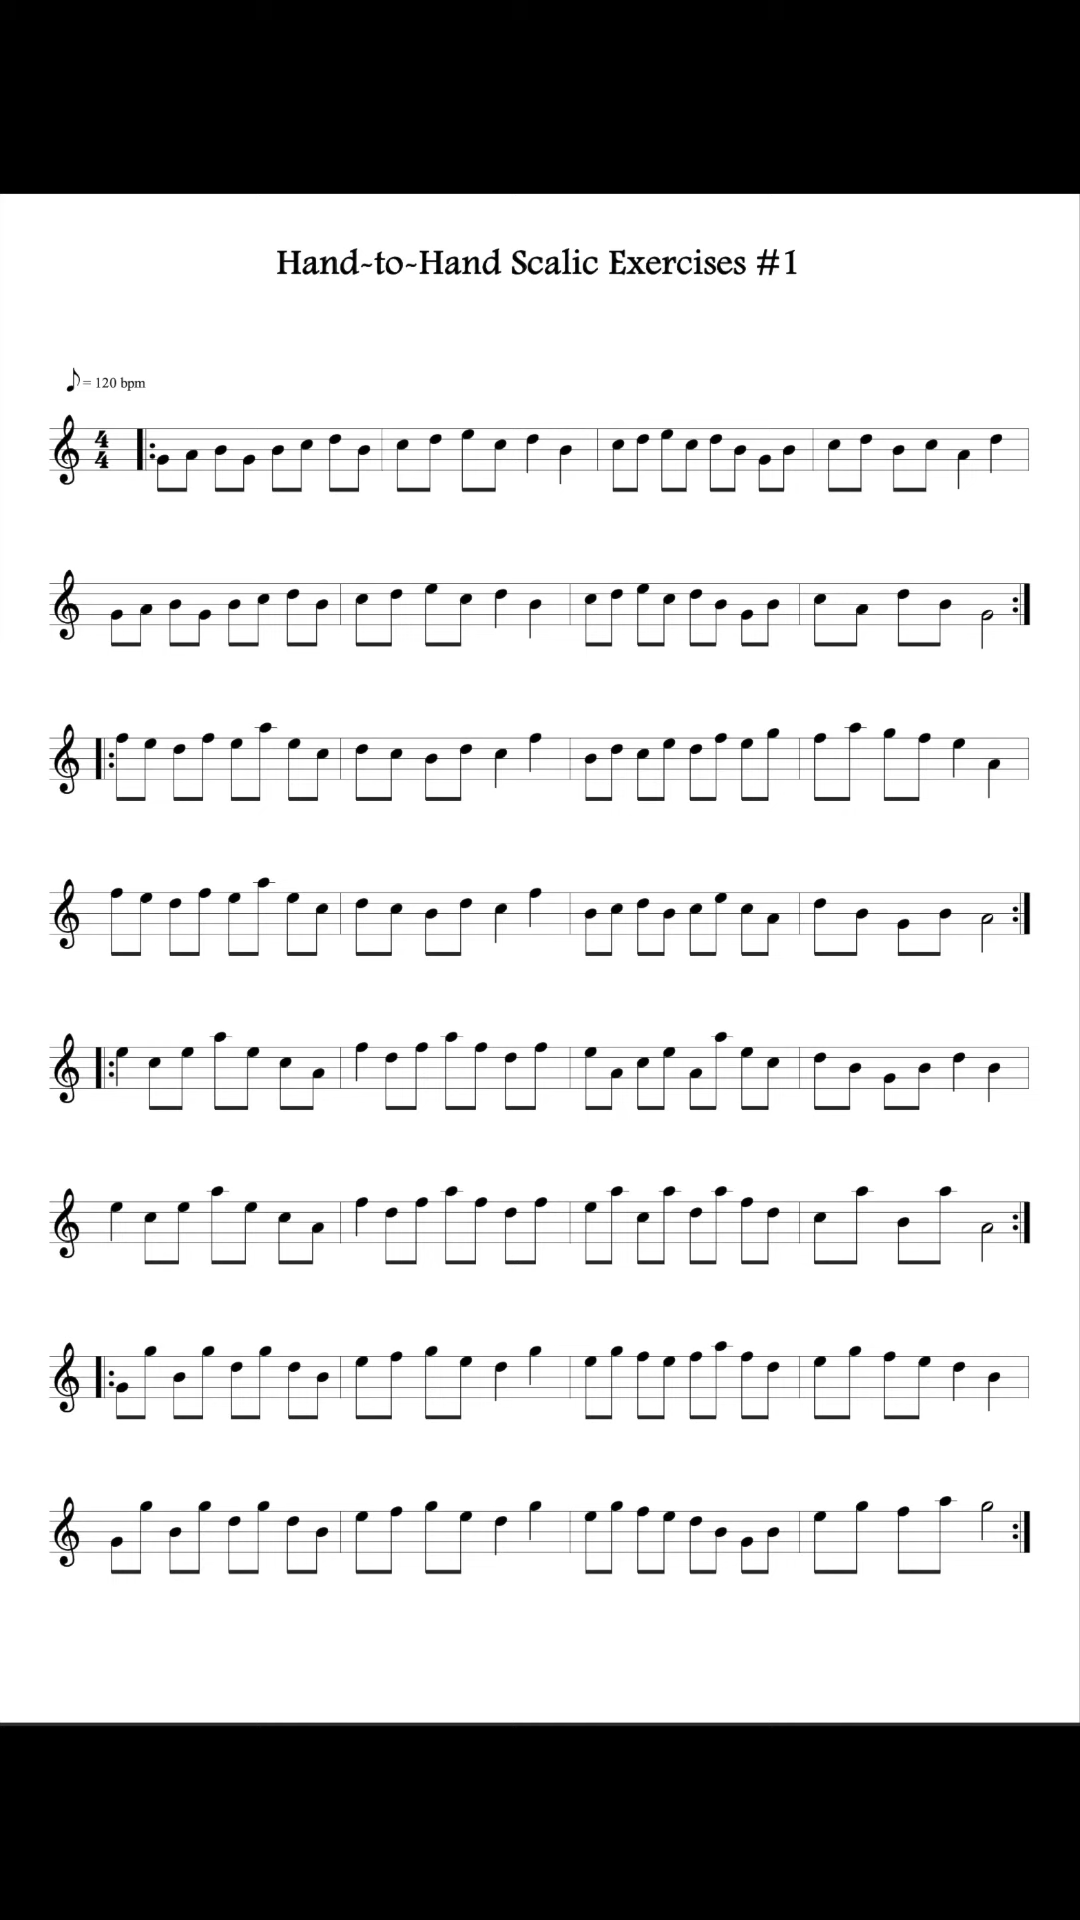 Hand-to-Hand Scalic Exercises #1
♪ = 120 bpm
4
4